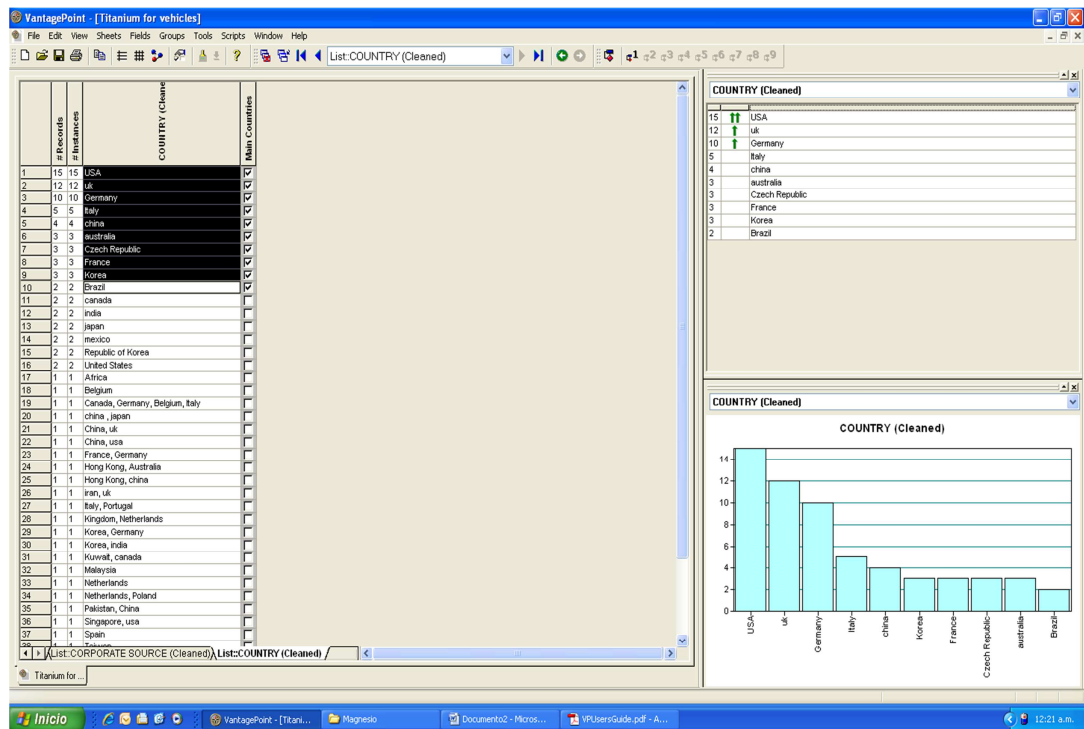 VantagePoint - [Titanium for vehicles]
File Edit View Sheets Fields Groups Tools Scripts Window Help
List::COUNTRY (Cleaned)
1 2 3 4 5 6 7 8 9
# Records # Instances COUNTRY (Cleane Main Countries
1 15 15 USA
2 12 12 uk
3 10 10 Germany
4 5 5 Italy
5 4 4 china
6 3 3 australia
7 3 3 Czech Republic
8 3 3 France
9 3 3 Korea
10 2 2 Brazil
11 2 2 canada
12 2 2 india
13 2 2 japan
14 2 2 mexico
15 2 2 Republic of Korea
16 2 2 United States
17 1 1 Africa
18 1 1 Belgium
19 1 1 Canada, Germany, Belgium, Italy
20 1 1 china , japan
21 1 1 China, uk
22 1 1 China, usa
23 1 1 France, Germany
24 1 1 Hong Kong, Australia
25 1 1 Hong Kong, china
26 1 1 iran, uk
27 1 1 Italy, Portugal
28 1 1 Kingdom, Netherlands
29 1 1 Korea, Germany
30 1 1 Korea, india
31 1 1 Kuwait, canada
32 1 1 Malaysia
33 1 1 Netherlands
34 1 1 Netherlands, Poland
35 1 1 Pakistan, China
36 1 1 Singapore, usa
37 1 1 Spain
List::CORPORATE SOURCE (Cleaned) List::COUNTRY (Cleaned)
Titanium for ...
COUNTRY (Cleaned)
15 USA
12 uk
10 Germany
5 Italy
4 china
3 australia
3 Czech Republic
3 France
3 Korea
2 Brazil
COUNTRY (Cleaned)
COUNTRY (Cleaned)
14
12
10
8
6
4
2
0
USA uk Germany Italy china Korea France Czech Republic australia Brazil
Inicio VantagePoint - [Titani... Magnesio Documento2 - Micros... VPUsersGuide.pdf - A... 12:21 a.m.